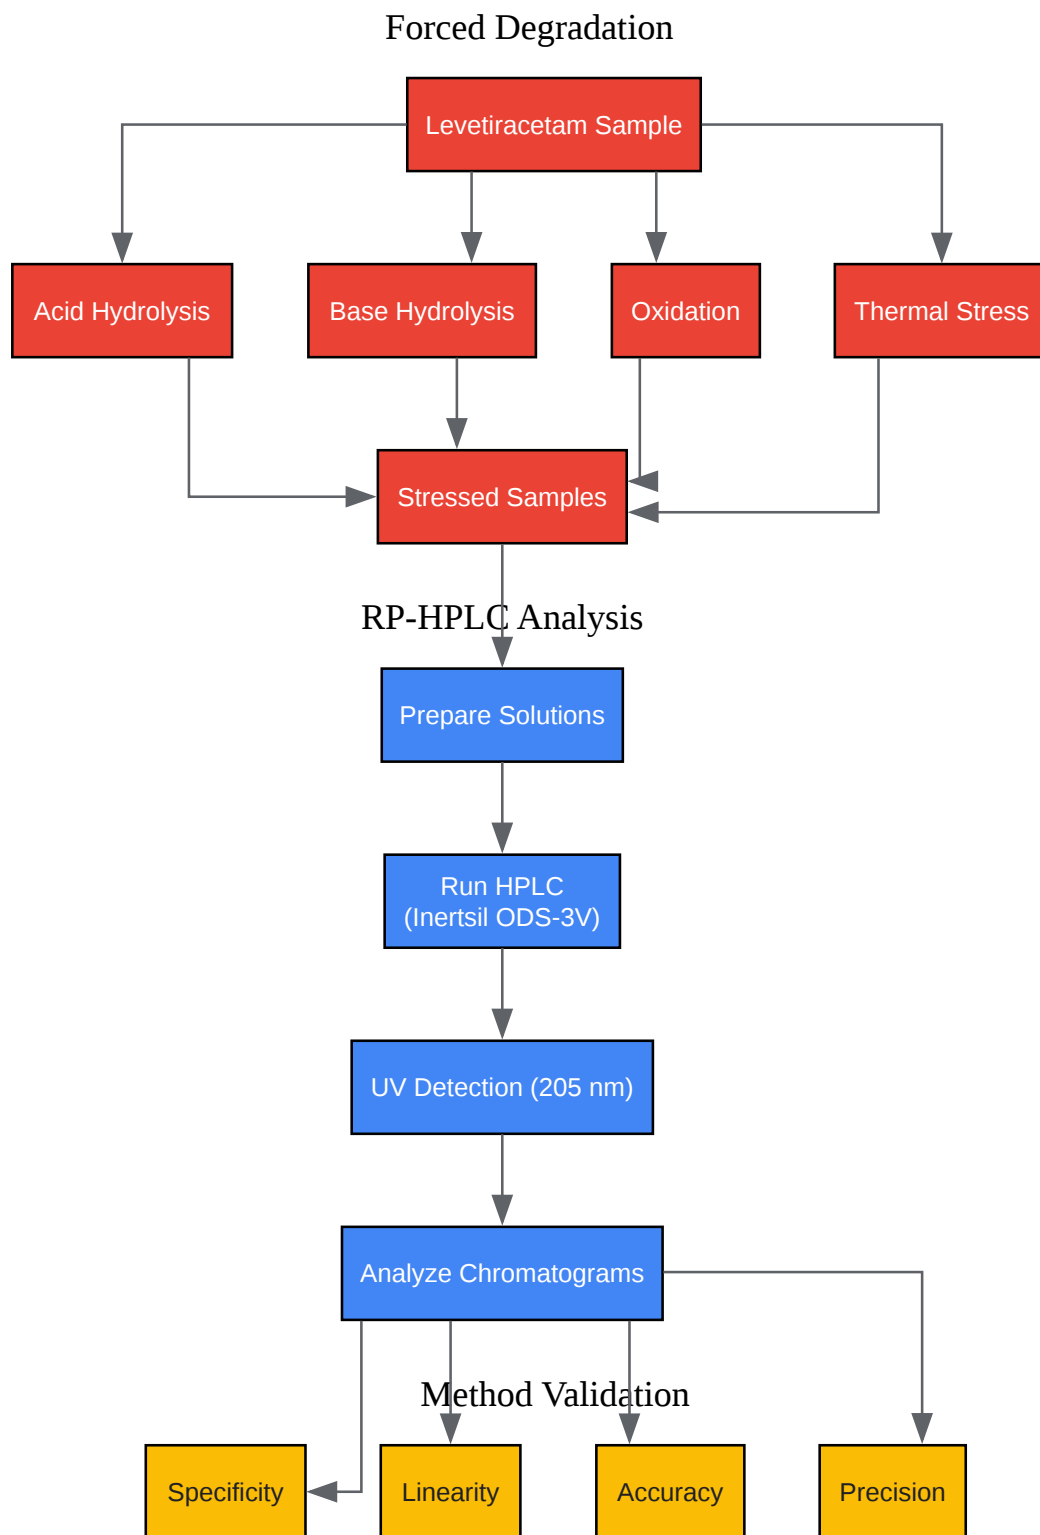 Forced Degradation
Levetiracetam Sample
Acid Hydrolysis
Base Hydrolysis
Oxidation
Thermal Stress
Stressed Samples
RP-HPLC Analysis
Prepare Solutions
Run HPLC
(Inertsil ODS-3V)
UV Detection (205 nm)
Analyze Chromatograms
Method Validation
Specificity
Linearity
Accuracy
Precision